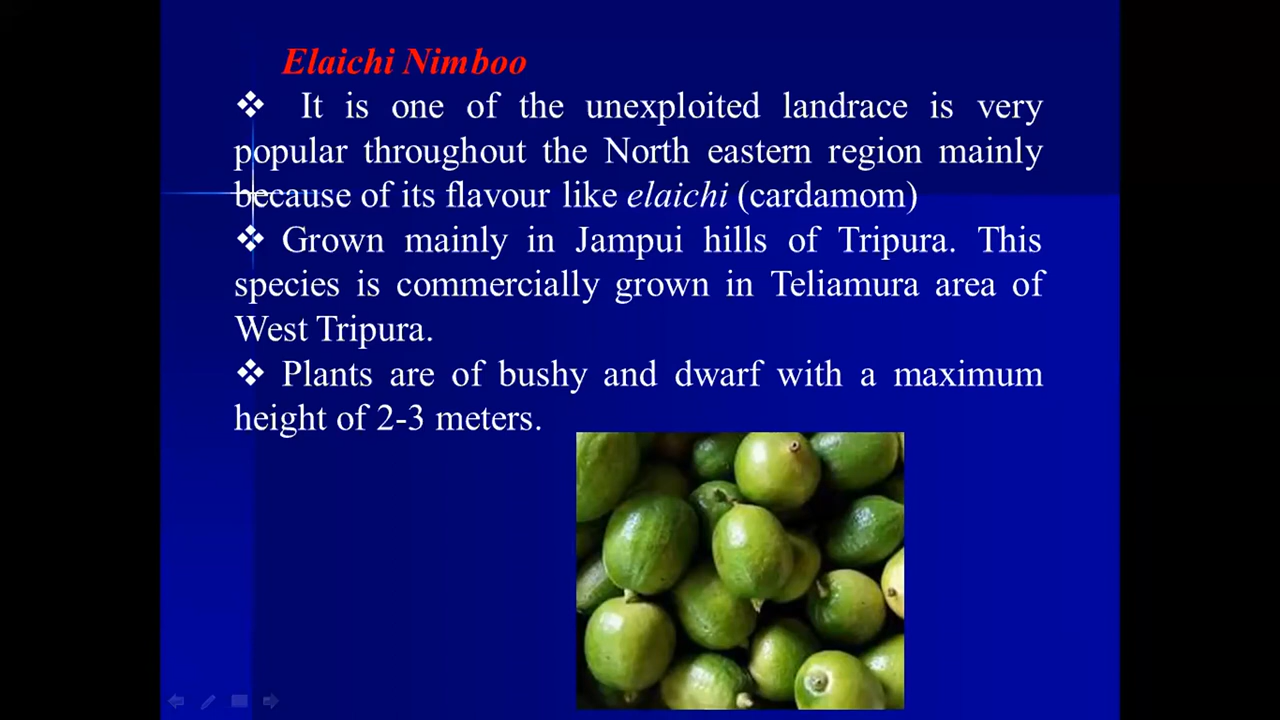 Elaichi Nimboo
❖ It is one of the unexploited landrace is very
popular throughout the North eastern region mainly
because of its flavour like elaichi (cardamom)
❖ Grown mainly in Jampui hills of Tripura. This
species is commercially grown in Teliamura area of
West Tripura.
❖ Plants are of bushy and dwarf with a maximum
height of 2-3 meters.